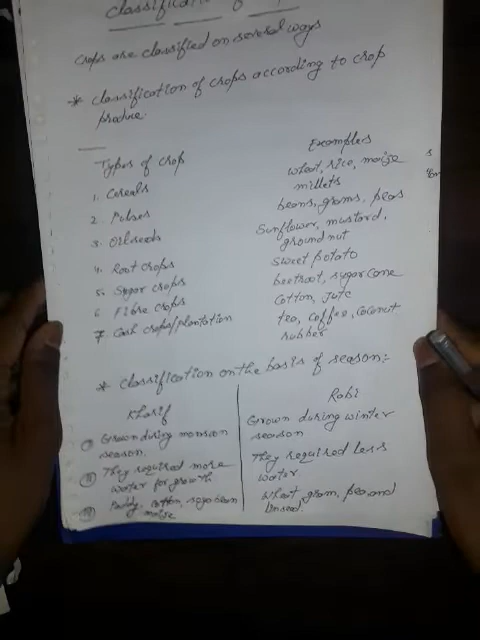 classification of
crops are classified on several ways
* classification of crops according to crop
produce.
Types of crop Examples
1. Cereals wheat, rice, maize
millets
2. Pulses beans, grams, peas
3. Oilseeds Sunflower, mustard,
groundnut
4. Root crops sweet potato
5. Sugar crops beetroot, sugarcane
6 Fibre crops Cotton, Jute
7. Cash crops/plantation tea, coffee, coconut
rubber
* classification on the basis of season:-
Kharif
Grown during monsoon
season.
They required more
water for growth
Paddy, cotton, soyabean
maize
Rabi
Grown during winter
season
They required less
water
Wheat, gram, pea and
linseed.